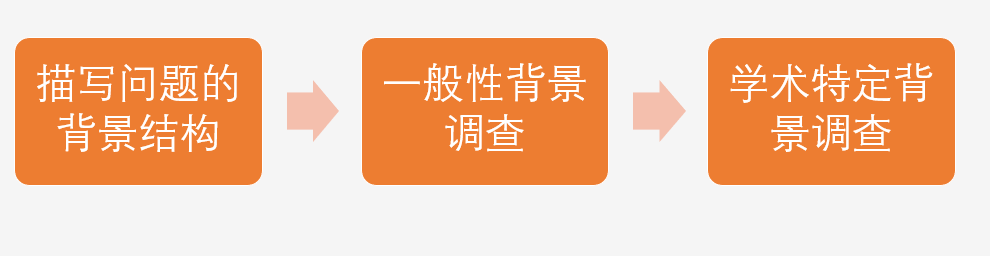 描写问题的
背景结构
一般性背景
调查
学术特定背
景调查